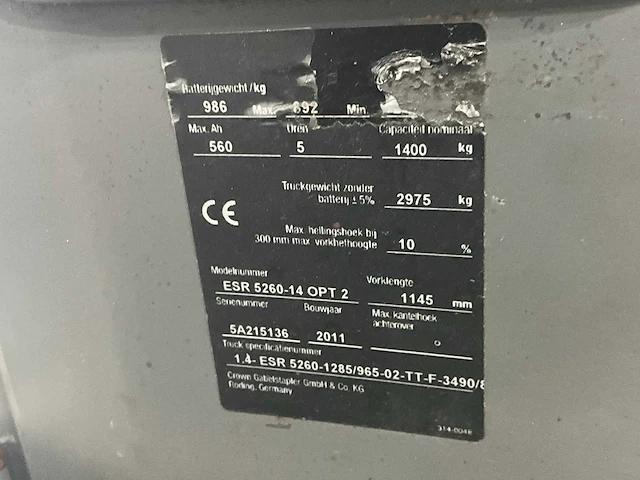 Batterijgewicht/kg
986 Max. 892 Min.
Max. Ah Uren Capaciteit nominaal
560 5 1400 kg
Truckgewicht zonder
batterij ±5% 2975 kg
CE
Max. hellingshoek bij
300 mm max. vorkhefhoogte 10 %
Modelnummer Vorklengte
ESR 5260-14 OPT 2 1145 mm
Serienummer Bouwjaar Max. kantelhoek
achterover
5A215136 2011 °
Truck specificatienummer
1.4- ESR 5260-1285/965-02-TT-F-3490/8
Crown Gabelstapler GmbH & Co. KG
Roding, Germany
314-004E